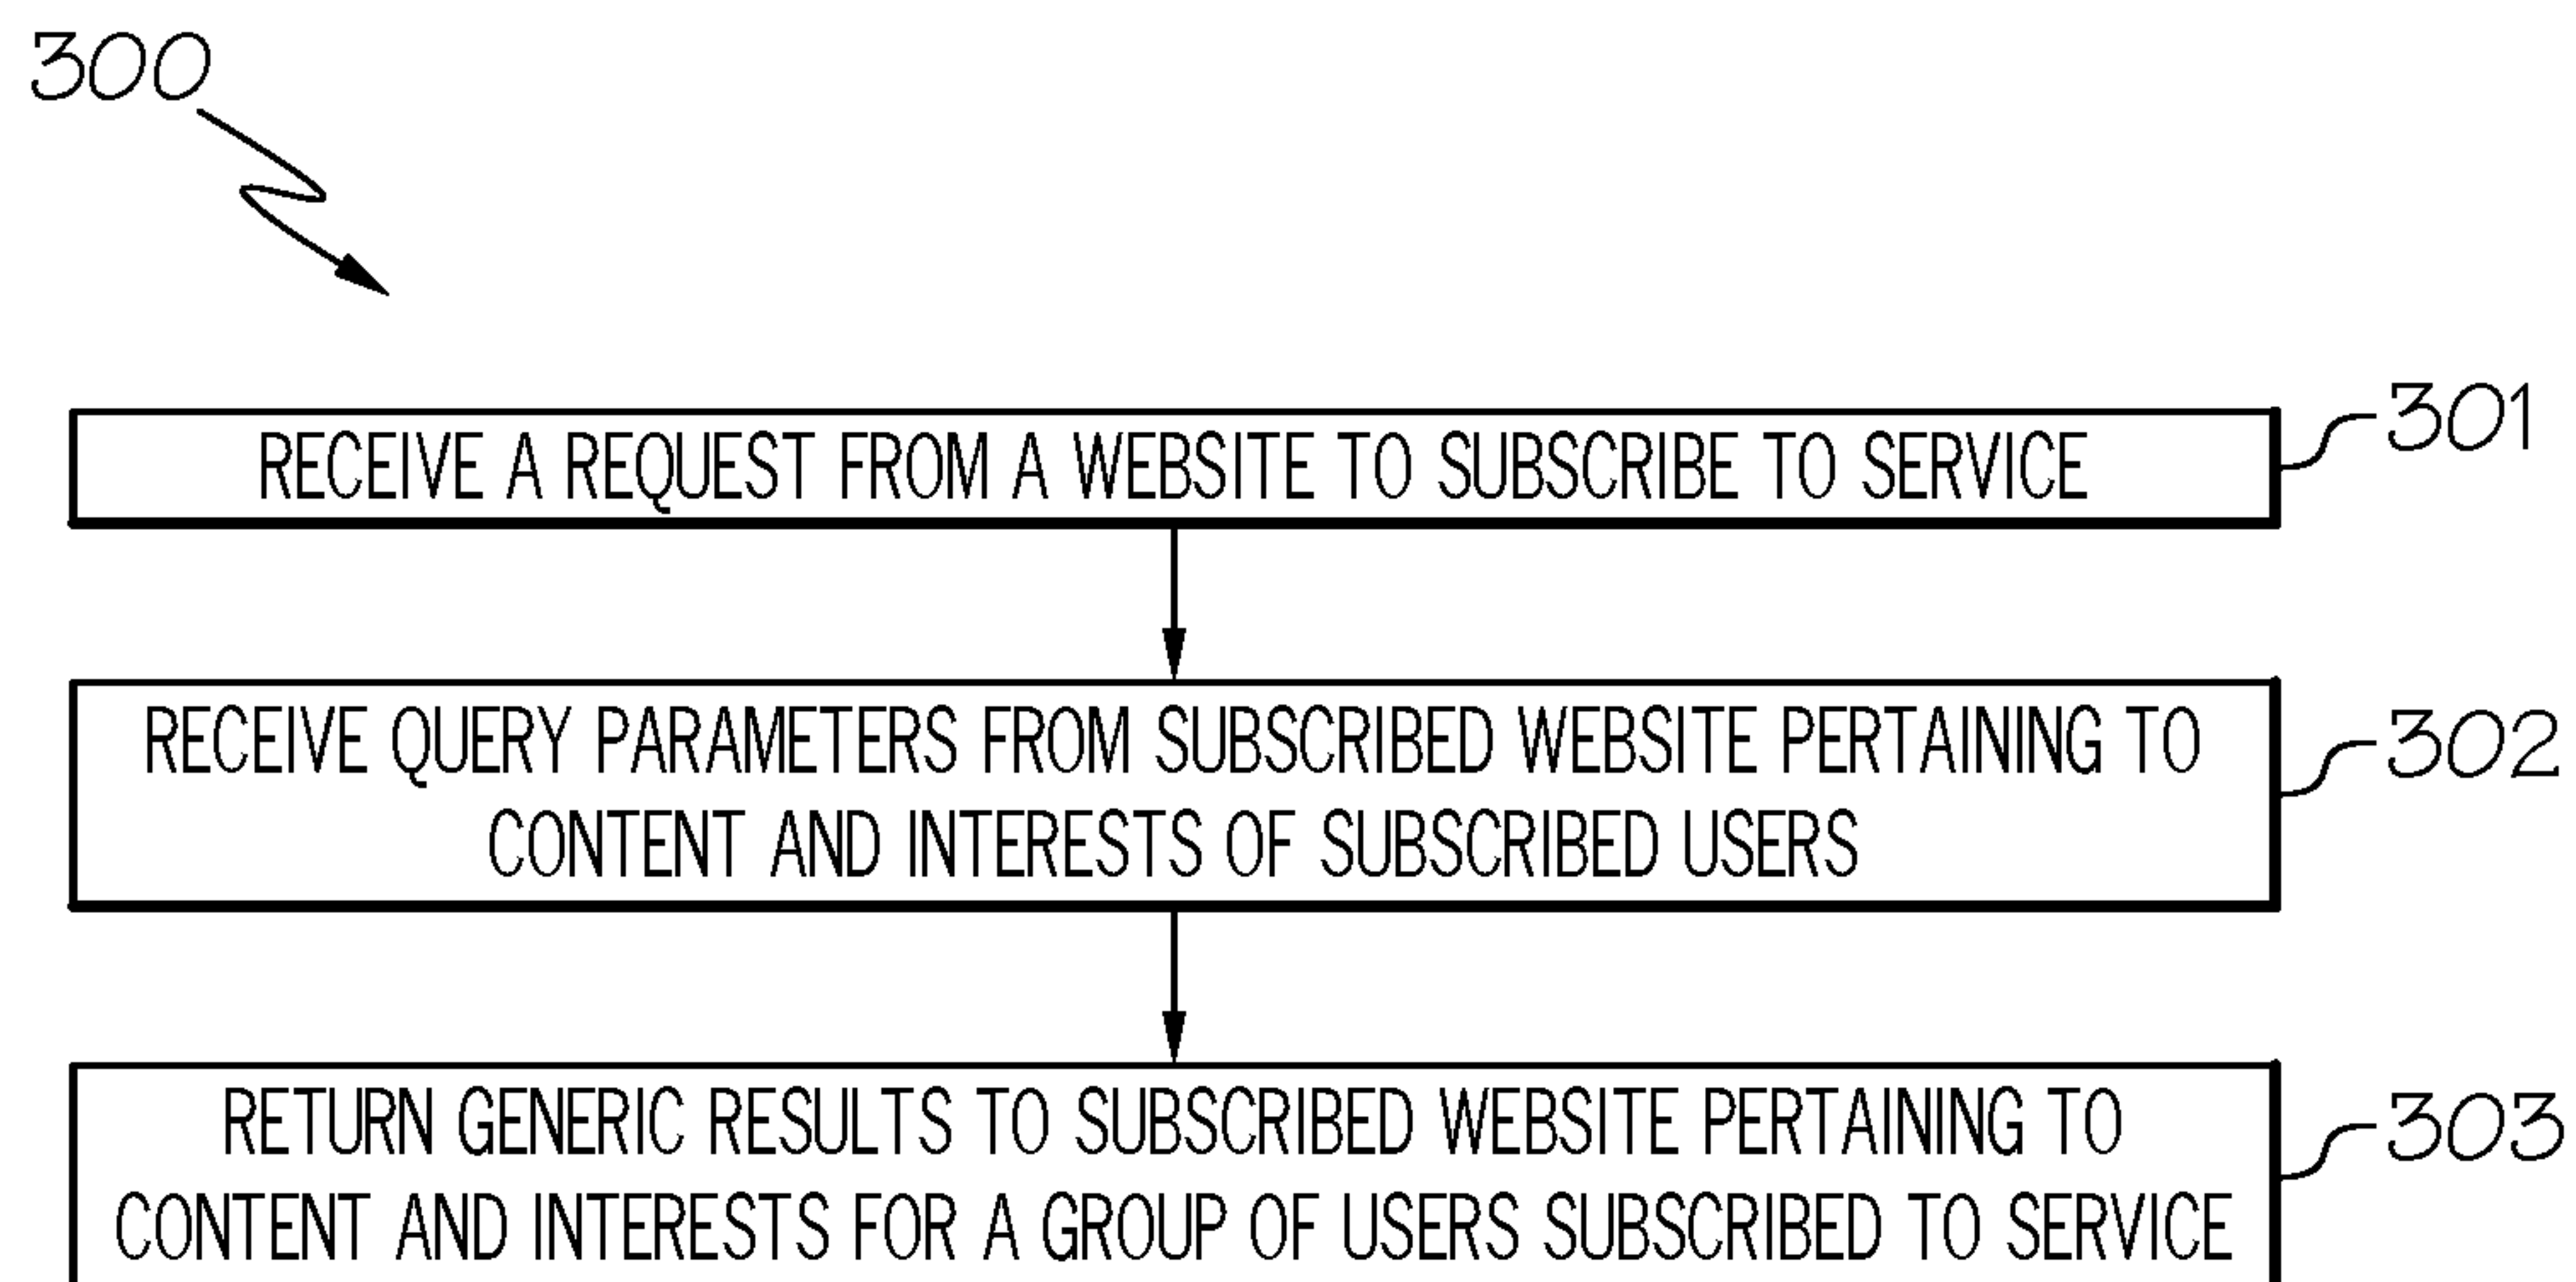 300
RECEIVE A REQUEST FROM A WEBSITE TO SUBSCRIBE TO SERVICE
301
RECEIVE QUERY PARAMETERS FROM SUBSCRIBED WEBSITE PERTAINING TO
CONTENT AND INTERESTS OF SUBSCRIBED USERS
302
RETURN GENERIC RESULTS TO SUBSCRIBED WEBSITE PERTAINING TO
CONTENT AND INTERESTS FOR A GROUP OF USERS SUBSCRIBED TO SERVICE
303